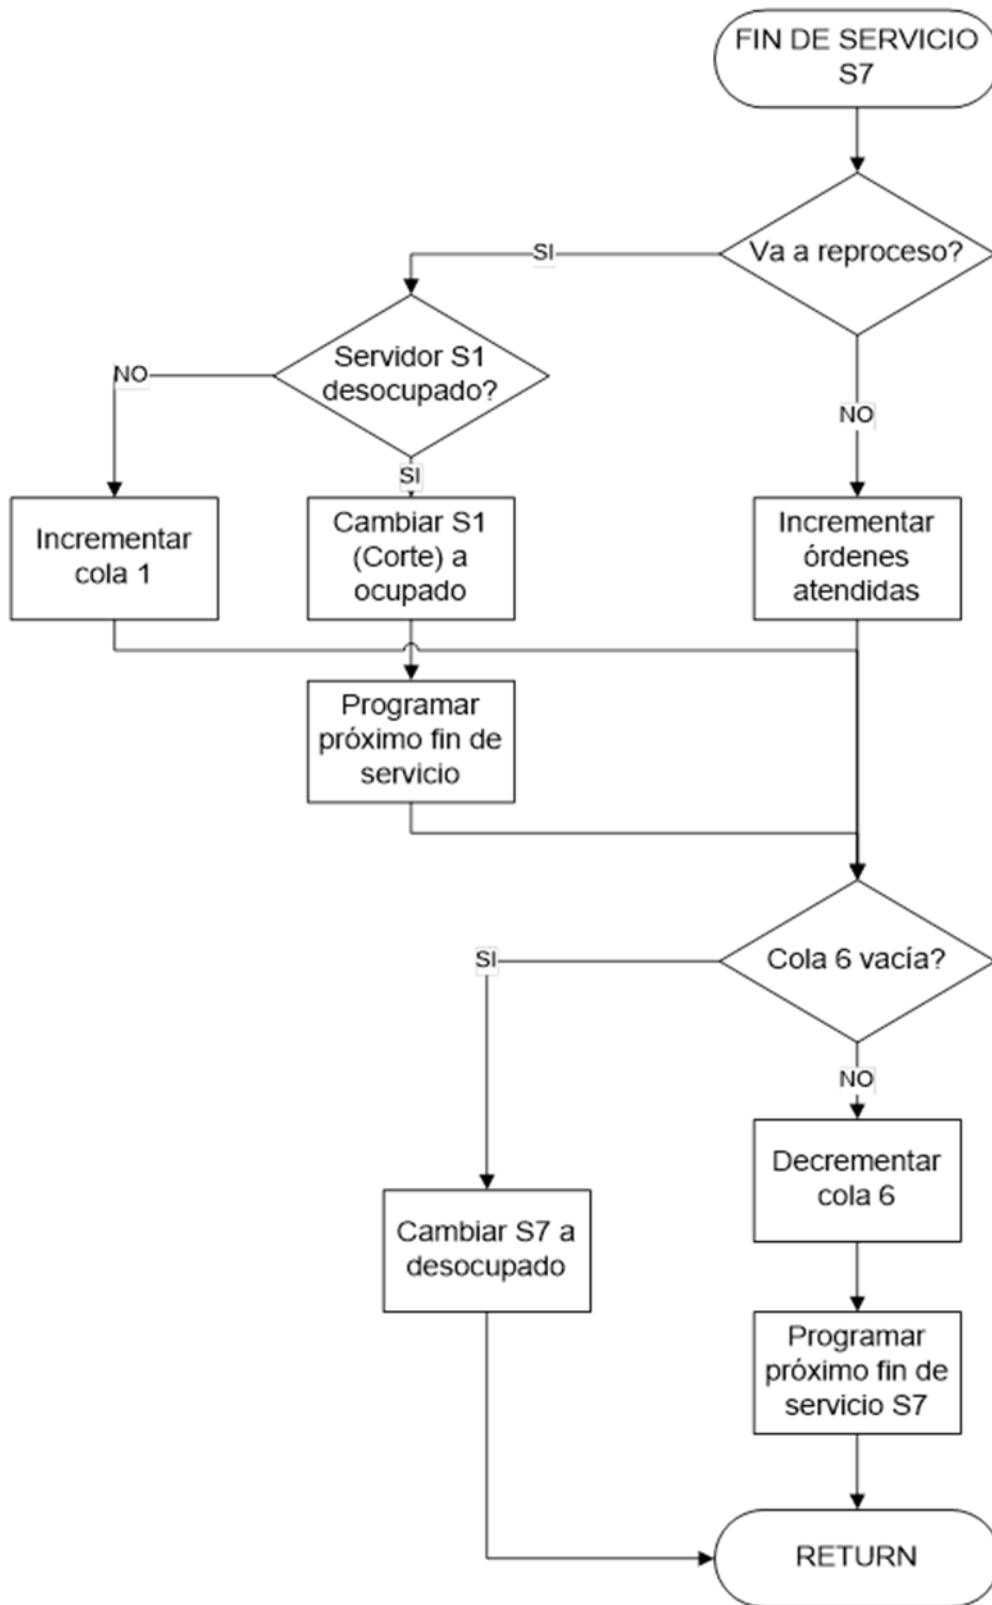 FIN DE SERVICIO
S7
Va a reproceso?
SI
Servidor S1
desocupado?
NO
SI
NO
Incrementar
cola 1
Cambiar S1
(Corte) a
ocupado
Incrementar
órdenes
atendidas
Programar
próximo fin de
servicio
Cola 6 vacía?
SI
NO
Decrementar
cola 6
Cambiar S7 a
desocupado
Programar
próximo fin de
servicio S7
RETURN